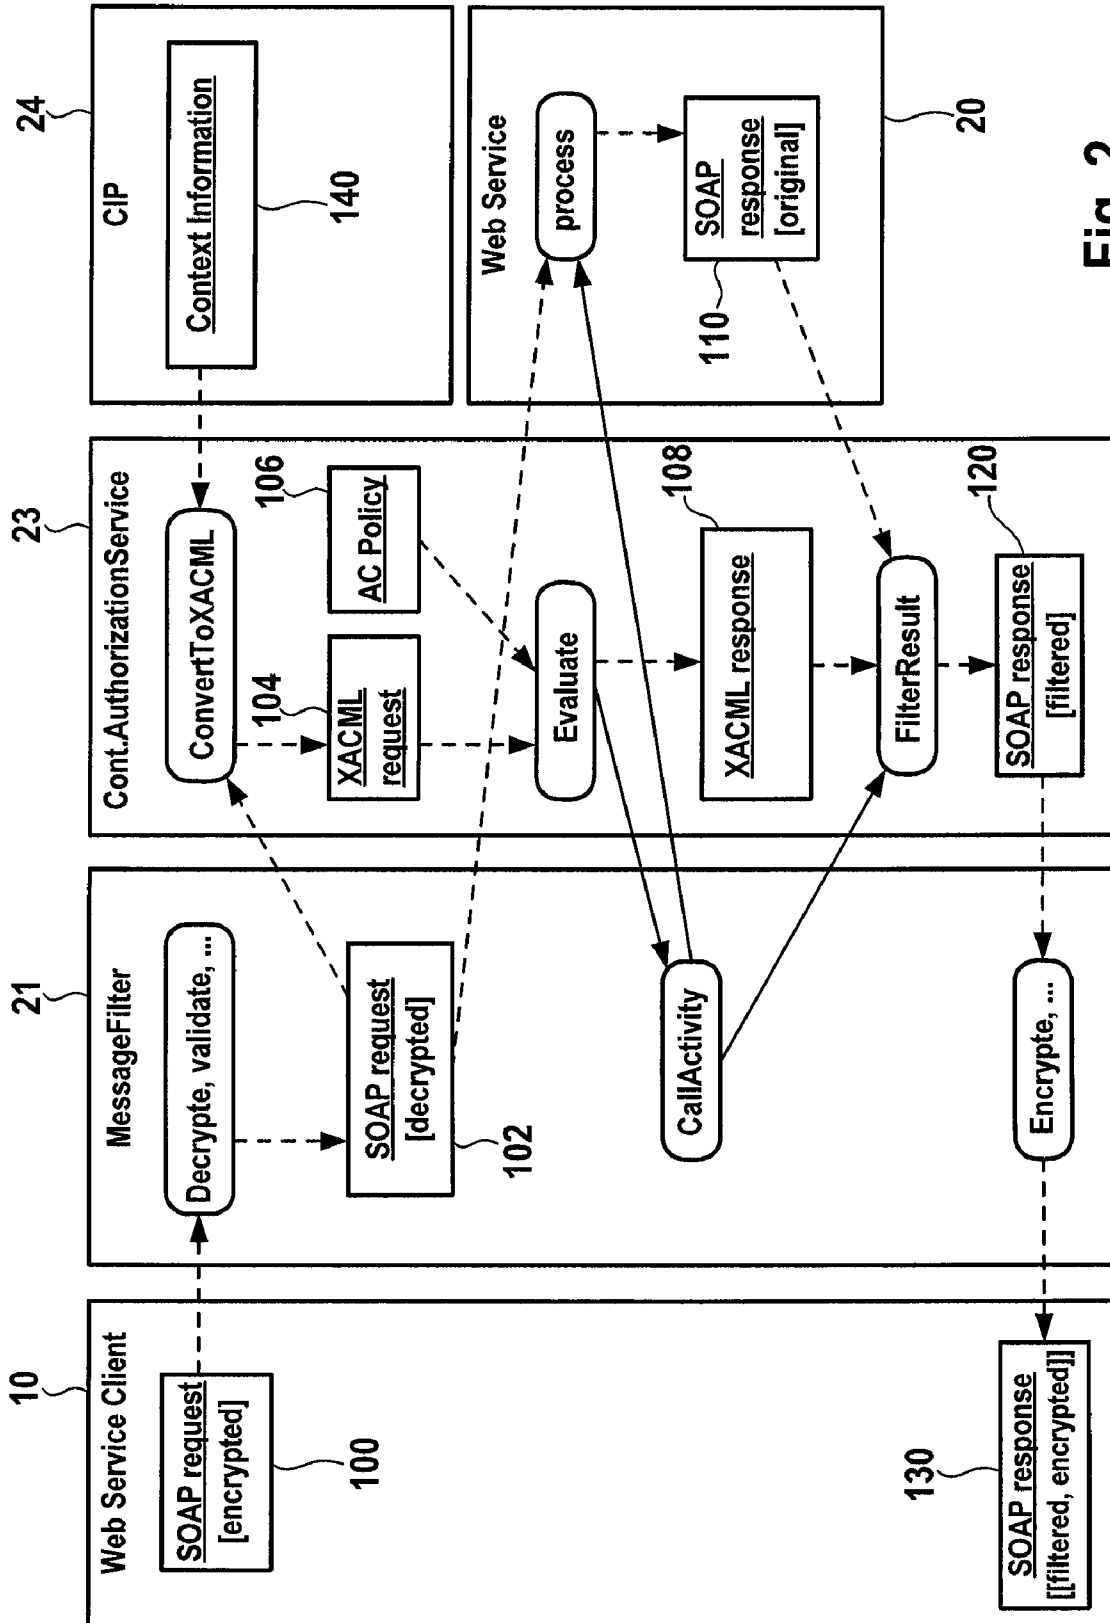 10
Web Service Client
SOAP request
[encrypted]
100
130
SOAP response
[[filtered, encrypted]]
21
MessageFilter
Decrypte, validate, ...
SOAP request
[decrypted]
102
CallActivity
Encrypte, ...
23
Cont.AuthorizationService
ConvertToXACML
104
XACML
request
106
AC Policy
Evaluate
108
XACML response
FilterResult
120
SOAP response
[filtered]
24
CIP
Context Information
140
Web Service
process
SOAP
response
[original]
110
20
Fig. 2